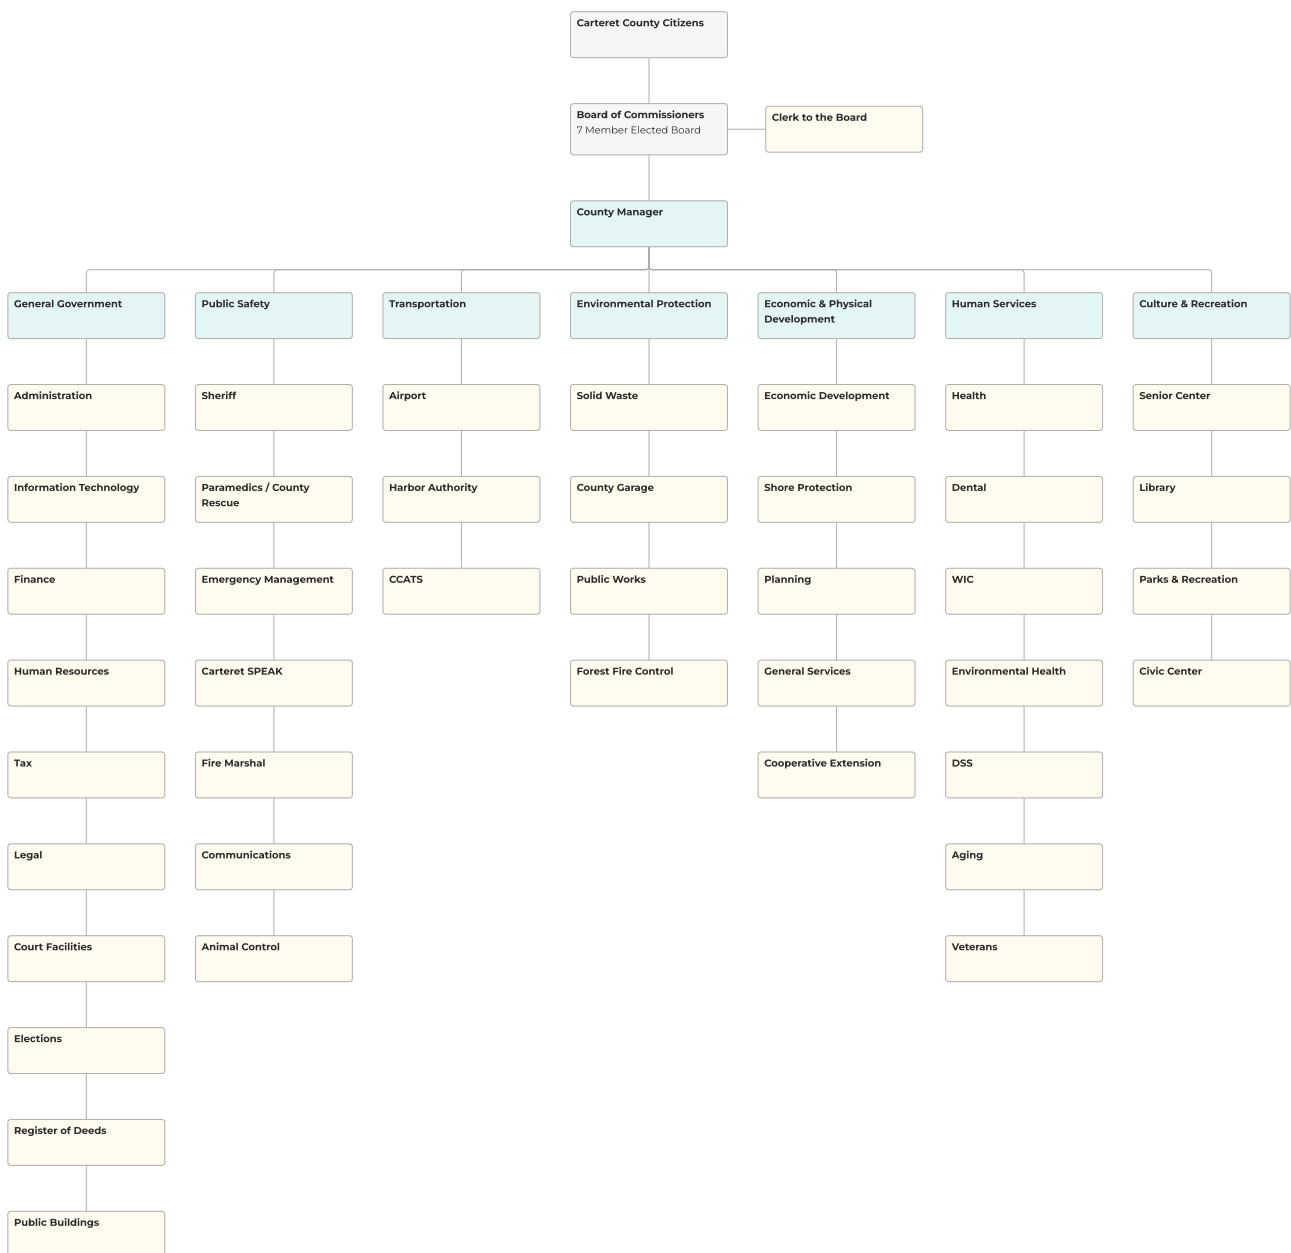 Carteret County Citizens
Board of Commissioners
7 Member Elected Board
Clerk to the Board
County Manager
General Government
Public Safety
Transportation
Environmental Protection
Economic & Physical
Development
Human Services
Culture & Recreation
Administration
Sheriff
Airport
Solid Waste
Economic Development
Health
Senior Center
Information Technology
Paramedics / County
Rescue
Harbor Authority
County Garage
Shore Protection
Dental
Library
Finance
Emergency Management
CCATS
Public Works
Planning
WIC
Parks & Recreation
Human Resources
Carteret SPEAK
Forest Fire Control
General Services
Environmental Health
Civic Center
Tax
Fire Marshal
Cooperative Extension
DSS
Legal
Communications
Aging
Court Facilities
Animal Control
Veterans
Elections
Register of Deeds
Public Buildings